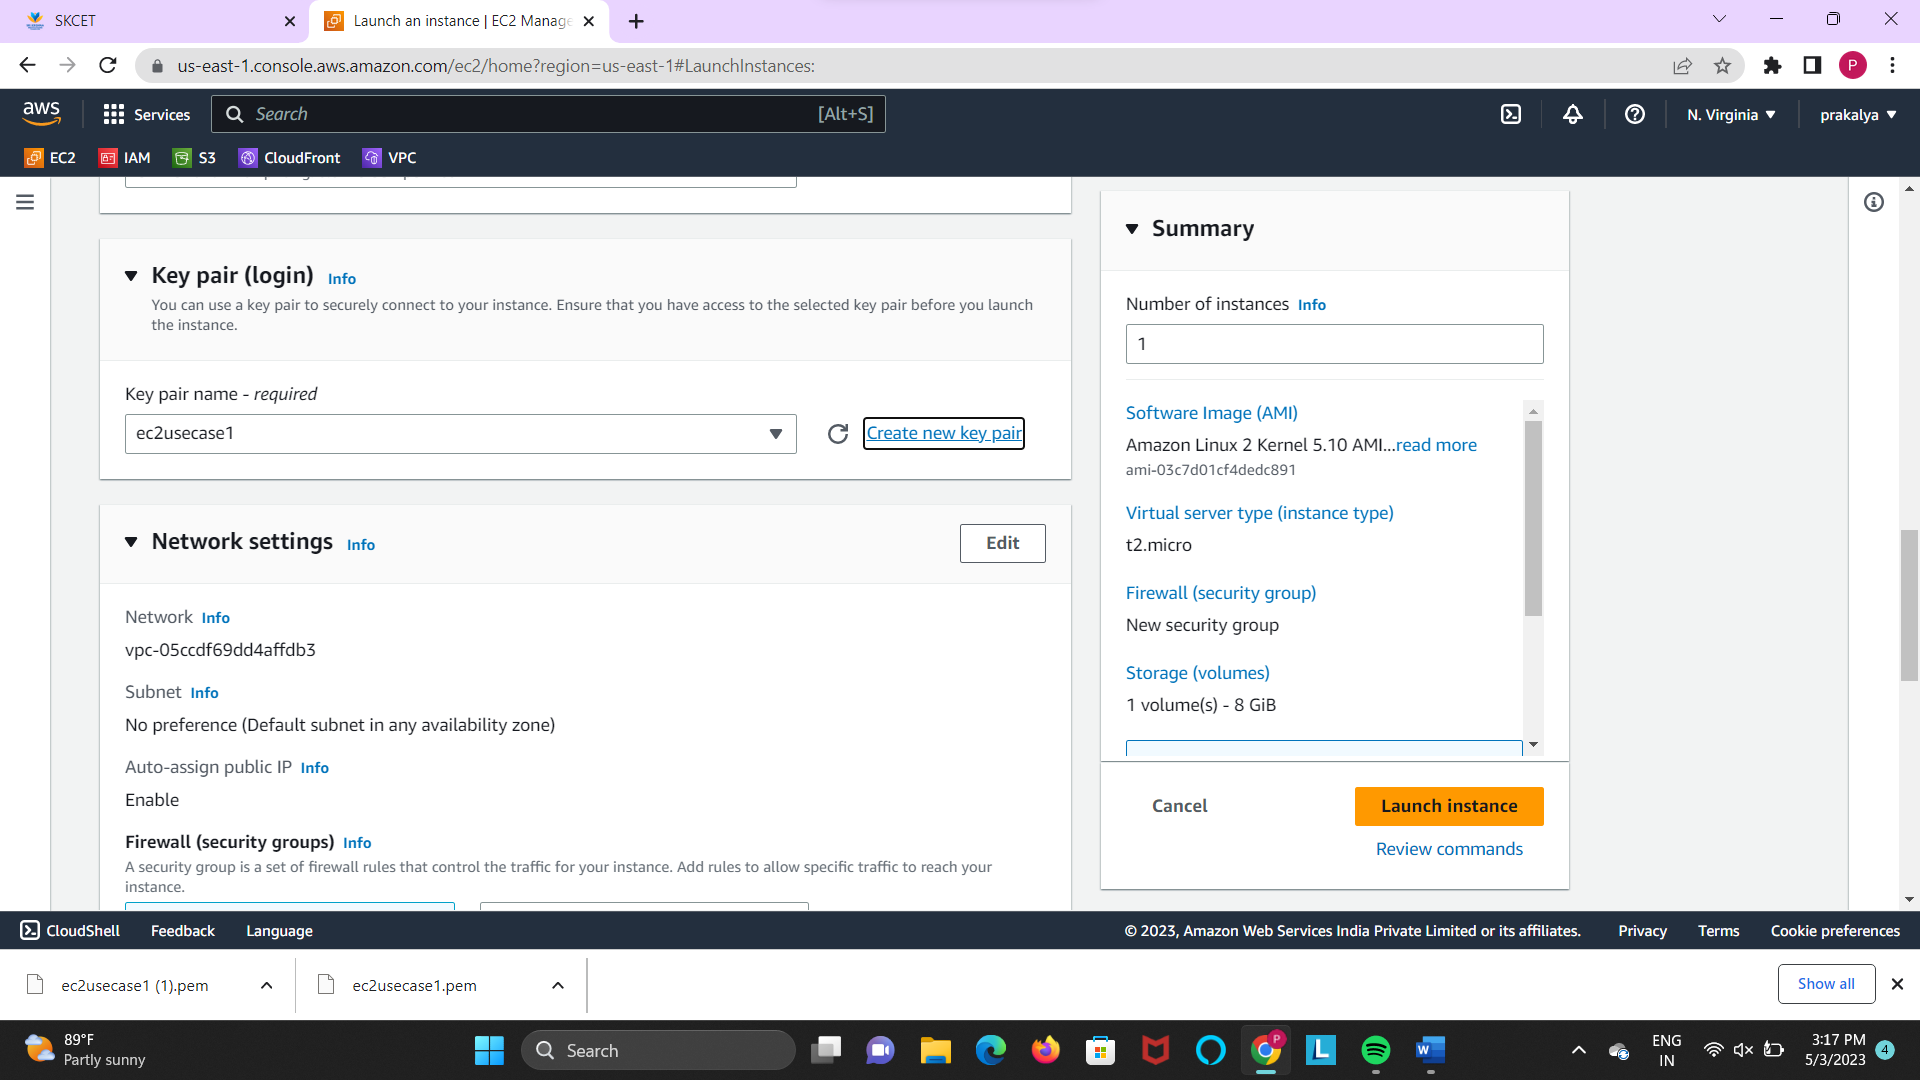 SKCET
Launch an instance | EC2 Manage
us-east-1.console.aws.amazon.com/ec2/home?region=us-east-1#LaunchInstances:
P
aws
Services
Search
[Alt+S]
N. Virginia
prakalya
EC2
IAM
S3
CloudFront
VPC
Key pair (login) Info
You can use a key pair to securely connect to your instance. Ensure that you have access to the selected key pair before you launch
the instance.
Key pair name - required
ec2usecase1
Create new key pair
Network settings Info
Edit
Network Info
vpc-05ccdf69dd4affdb3
Subnet Info
No preference (Default subnet in any availability zone)
Auto-assign public IP Info
Enable
Firewall (security groups) Info
A security group is a set of firewall rules that control the traffic for your instance. Add rules to allow specific traffic to reach your
instance.
Summary
Number of instances Info
1
Software Image (AMI)
Amazon Linux 2 Kernel 5.10 AMI...read more
ami-03c7d01cf4dedc891
Virtual server type (instance type)
t2.micro
Firewall (security group)
New security group
Storage (volumes)
1 volume(s) - 8 GiB
Cancel
Launch instance
Review commands
CloudShell
Feedback
Language
© 2023, Amazon Web Services India Private Limited or its affiliates.
Privacy
Terms
Cookie preferences
ec2usecase1 (1).pem
ec2usecase1.pem
Show all
89°F
Partly sunny
Search
P
L
W
ENG
IN
3:17 PM
5/3/2023
4